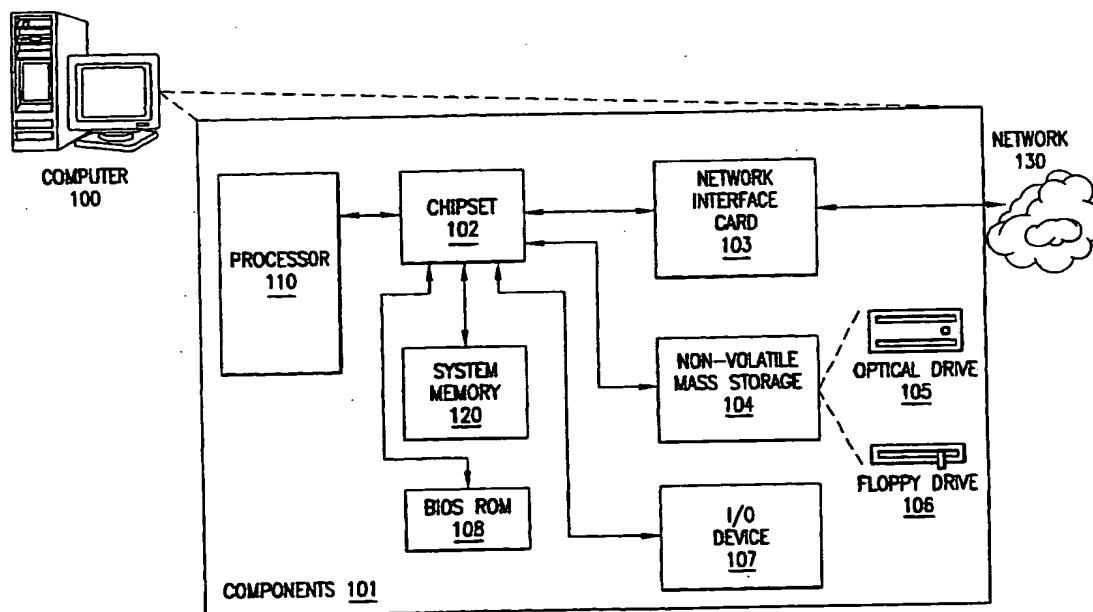 COMPUTER
100
NETWORK
130
PROCESSOR
110
CHIPSET
102
NETWORK
INTERFACE
CARD
103
SYSTEM
MEMORY
120
NON-VOLATILE
MASS STORAGE
104
OPTICAL DRIVE
105
FLOPPY DRIVE
106
BIOS ROM
108
I/O
DEVICE
107
COMPONENTS 101